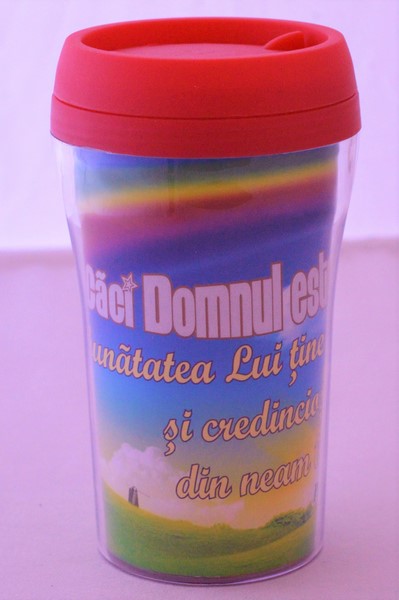 căci Domnul est
unătatea Lui ține
și credincio
din neam